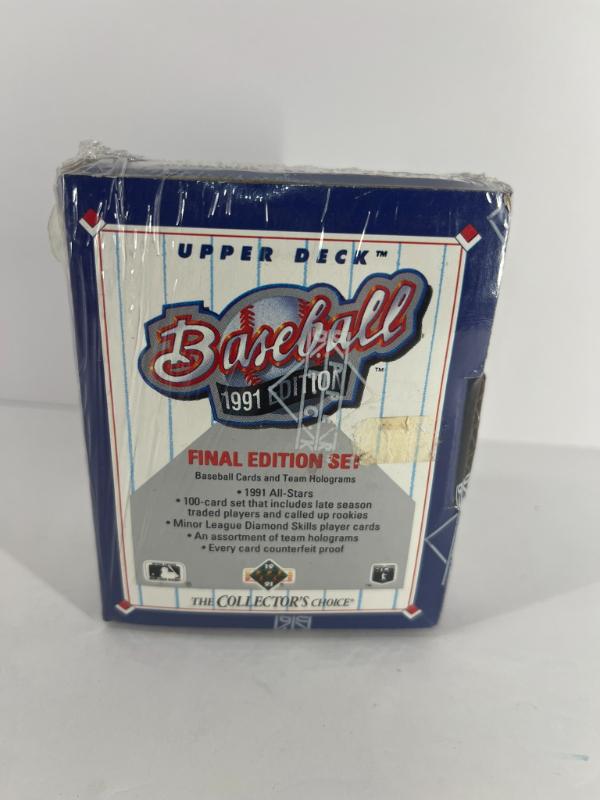 UPPER DECK™
Baseball™
1991 EDITION
FINAL EDITION SET
Baseball Cards and Team Holograms
• 1991 All-Stars
• 100-card set that includes late season
traded players and called up rookies
• Minor League Diamond Skills player cards
• An assortment of team holograms
• Every card counterfeit proof
THE COLLECTOR'S CHOICE®